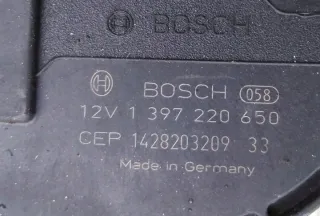 BOSCH
BOSCH 058
12V 1 397 220 650
CEP 1428203209 33
Made in Germany